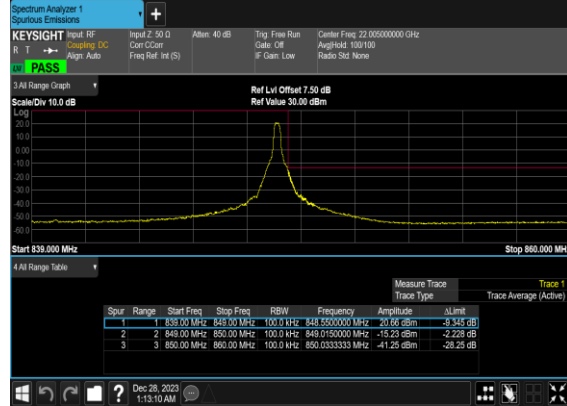 Spectrum Analyzer 1
Spurious Emissions
+
KEYSIGHT Input: RF Input Z: 50 Ω Atten: 40 dB Trig: Free Run Center Freq: 22.005000000 GHz
R T Coupling: DC Corr CCorr Gate: Off Avg|Hold: 100/100
Align: Auto Freq Ref: Int (S) IF Gain: Low Radio Std: None
PASS
3 All Range Graph Ref Lvl Offset 7.50 dB
Scale/Div 10.0 dB Ref Value 30.00 dBm
Log
20.0
10.0
0.00
-10.0
-20.0
-30.0
-40.0
-50.0
-60.0
Start 839.000 MHz Stop 860.000 MH
4 All Range Table
Measure Trace Trace 1
Trace Type Trace Average (Active)
Spur Range Start Freq Stop Freq RBW Frequency Amplitude ΔLimit
1 1 839.00 MHz 849.00 MHz 100.0 kHz 848.5500000 MHz 20.66 dBm -9.345 dB
2 2 849.00 MHz 850.00 MHz 100.0 kHz 849.0150000 MHz -15.23 dBm -2.228 dB
3 3 850.00 MHz 860.00 MHz 100.0 kHz 850.0333333 MHz -41.25 dBm -28.25 dB
? Dec 28, 2023
1:13:10 AM